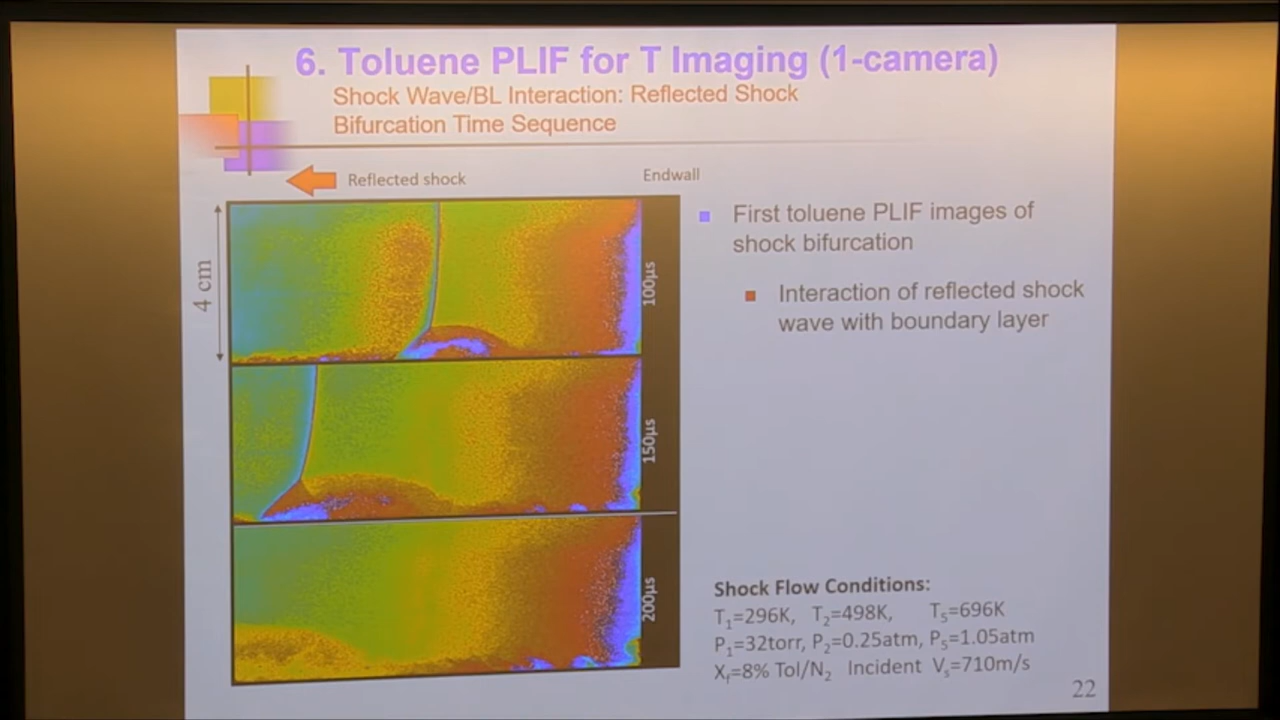 6. Toluene PLIF for T Imaging (1-camera)
Shock Wave/BL Interaction: Reflected Shock
Bifurcation Time Sequence
Reflected shock
Endwall
4 cm
100µs
150µs
200µs
First toluene PLIF images of
shock bifurcation
Interaction of reflected shock
wave with boundary layer
Shock Flow Conditions:
T₁=296K, T₂=498K, T₅=696K
P₁=32torr, P₂=0.25atm, P₅=1.05atm
Xᵢ=8% Tol/N₂ Incident Vₛ=710m/s
22